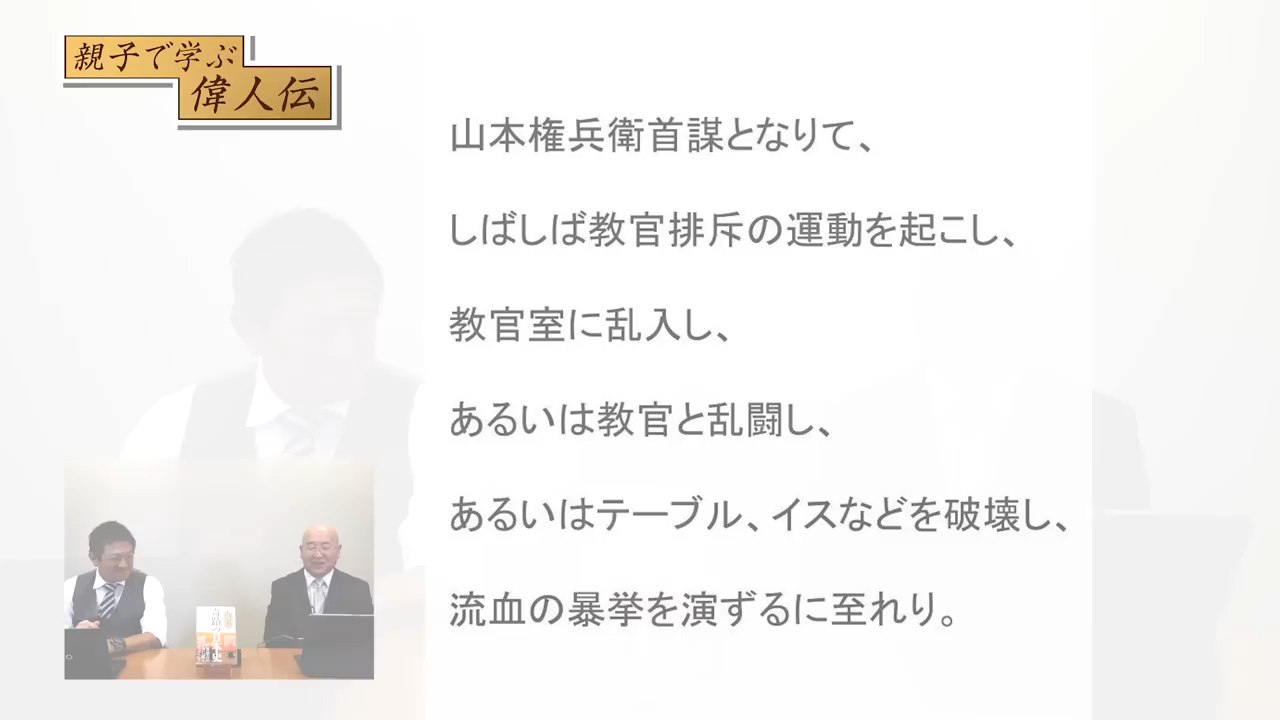 親子で学ぶ
偉人伝
山本権兵衛首謀となりて、
しばしば教官排斥の運動を起こし、
教官室に乱入し、
あるいは教官と乱闘し、
あるいはテーブル、イスなどを破壊し、
流血の暴挙を演ずるに至れり。